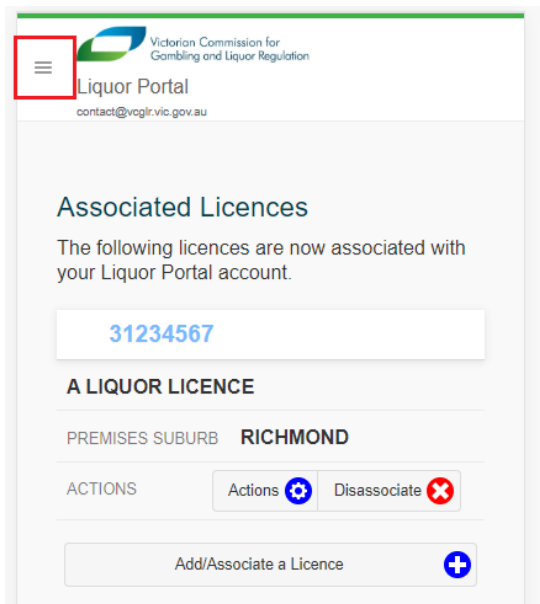 Victorian Commission for
Gambling and Liquor Regulation
Liquor Portal
contact@vcglr.vic.gov.au
Associated Licences
The following licences are now associated with
your Liquor Portal account.
31234567
A LIQUOR LICENCE
PREMISES SUBURB RICHMOND
ACTIONS Actions Disassociate
Add/Associate a Licence